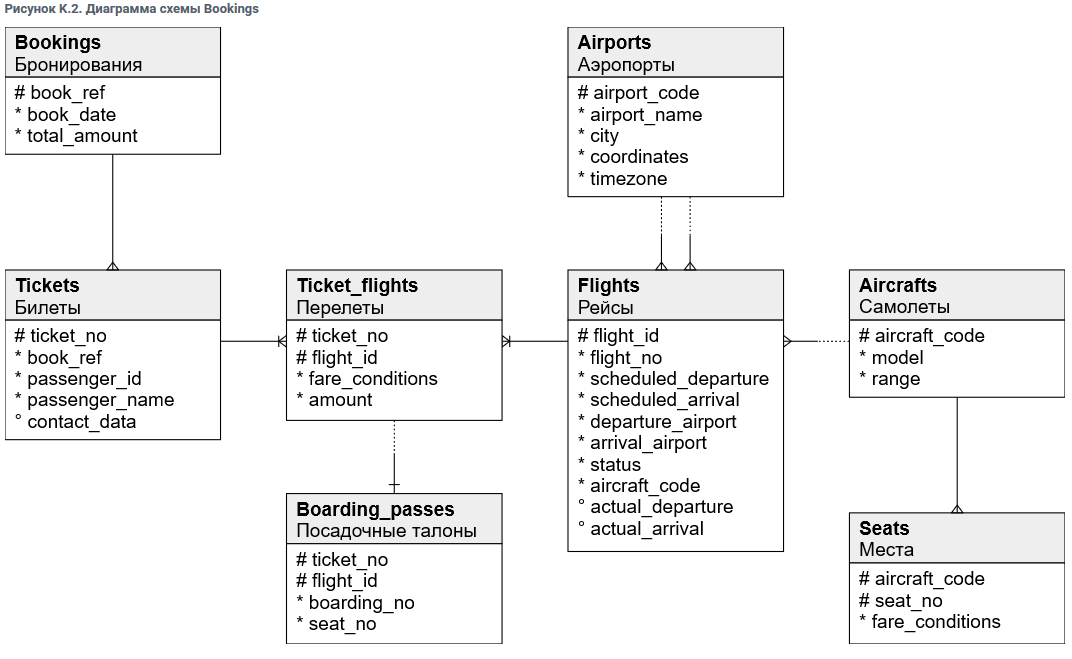 Рисунок K.2. Диаграмма схемы Bookings
Bookings
Бронирования
# book_ref
* book_date
* total_amount
Airports
Аэропорты
# airport_code
* airport_name
* city
* coordinates
* timezone
Tickets
Билеты
# ticket_no
* book_ref
* passenger_id
* passenger_name
° contact_data
Ticket_flights
Перелеты
# ticket_no
# flight_id
* fare_conditions
* amount
Flights
Рейсы
# flight_id
* flight_no
* scheduled_departure
* scheduled_arrival
* departure_airport
* arrival_airport
* status
* aircraft_code
° actual_departure
° actual_arrival
Aircrafts
Самолеты
# aircraft_code
* model
* range
Boarding_passes
Посадочные талоны
# ticket_no
# flight_id
* boarding_no
* seat_no
Seats
Места
# aircraft_code
# seat_no
* fare_conditions